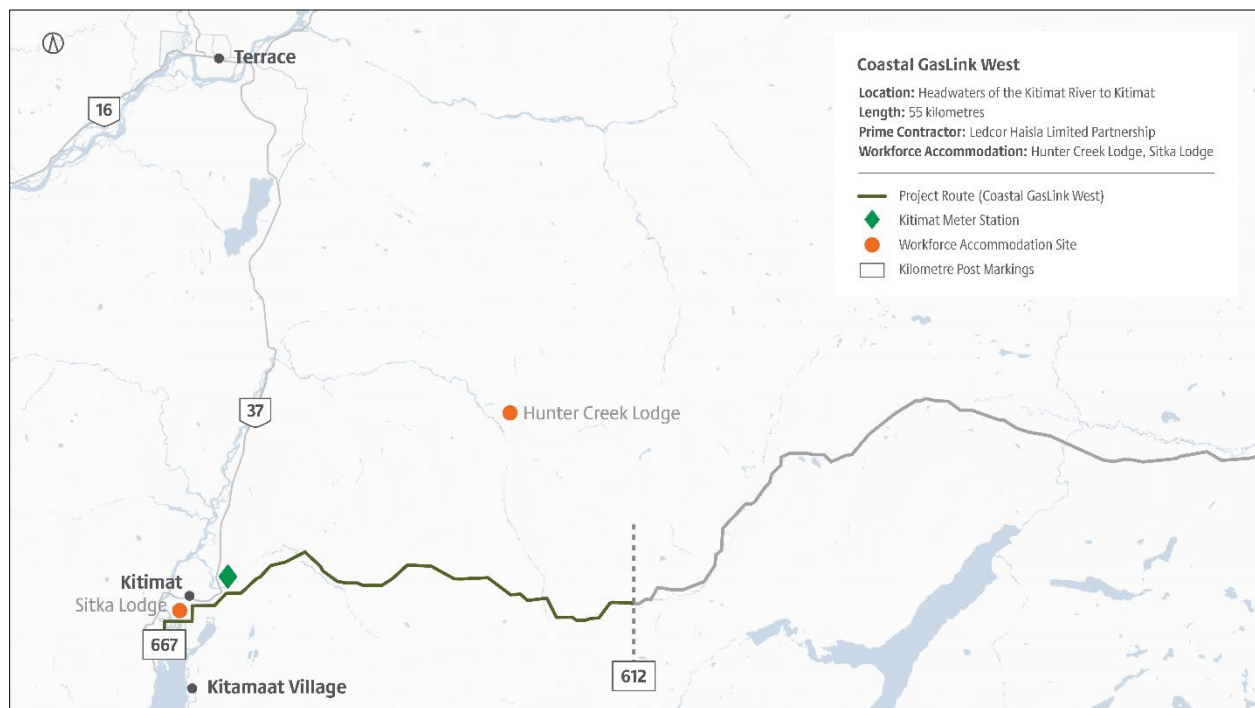 Terrace
16
Coastal GasLink West
Location: Headwaters of the Kitimat River to Kitimat
Length: 55 kilometres
Prime Contractor: Ledcor Haisla Limited Partnership
Workforce Accommodation: Hunter Creek Lodge, Sitka Lodge
Project Route (Coastal GasLink West)
Kitimat Meter Station
Workforce Accommodation Site
Kilometre Post Markings
37
Hunter Creek Lodge
Kitimat
Sitka Lodge
667
612
Kitamaat Village